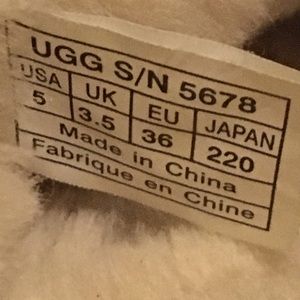 UGG S/N 5678
USA UK EU JAPAN
5 3.5 36 220
Made in China
Fabrique en Chine